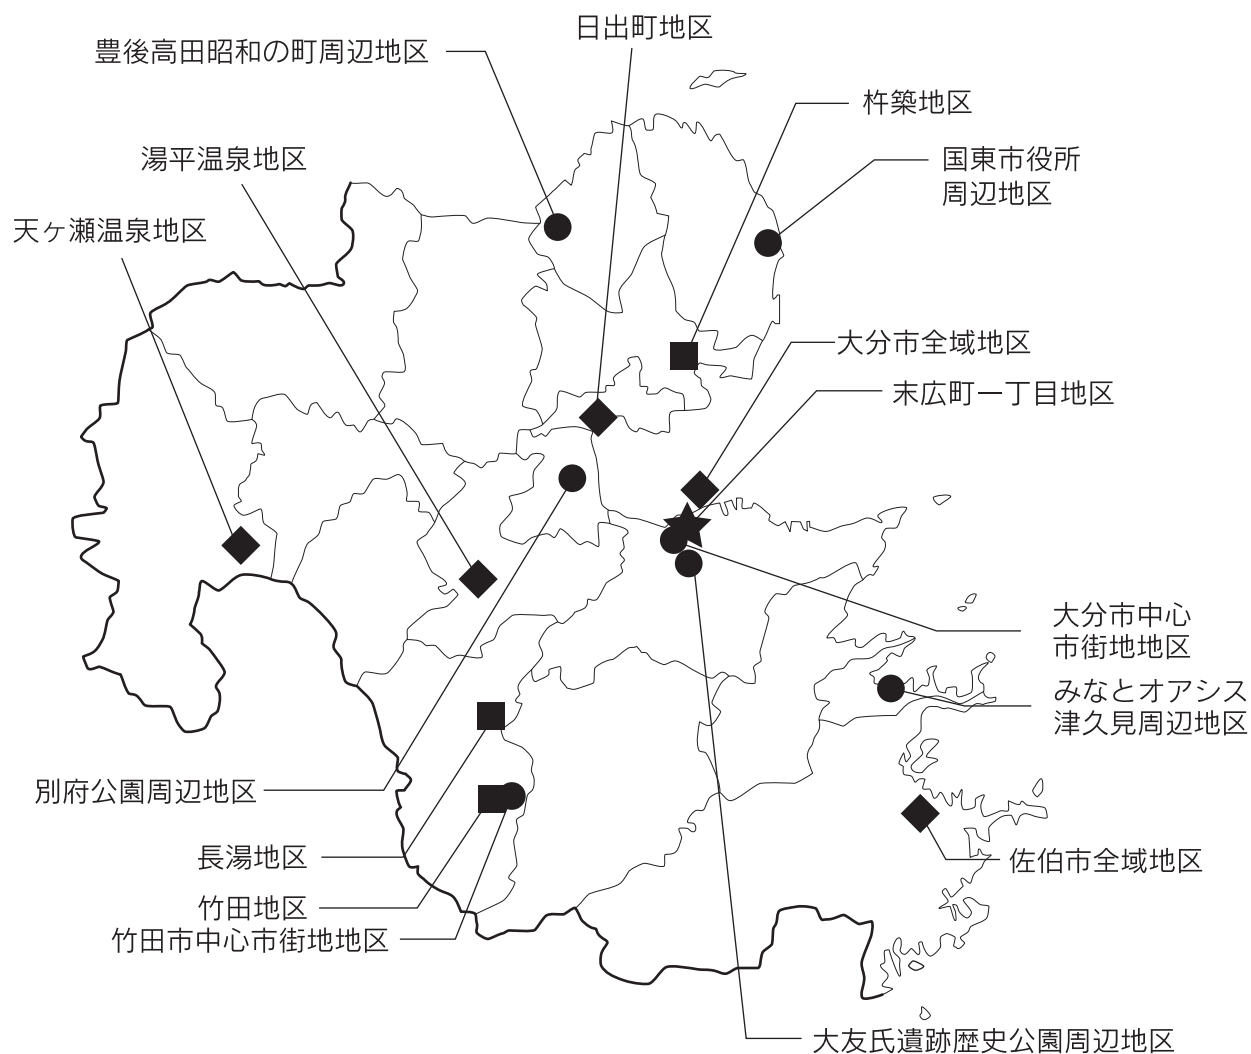 日出町地区
豊後高田昭和の町周辺地区
杵築地区
湯平温泉地区
国東市役所
周辺地区
天ヶ瀬温泉地区
大分市全域地区
末広町一丁目地区
大分市中心
市街地地区
みなとオアシス
津久見周辺地区
別府公園周辺地区
長湯地区
佐伯市全域地区
竹田地区
竹田市中心市街地地区
大友氏遺跡歴史公園周辺地区